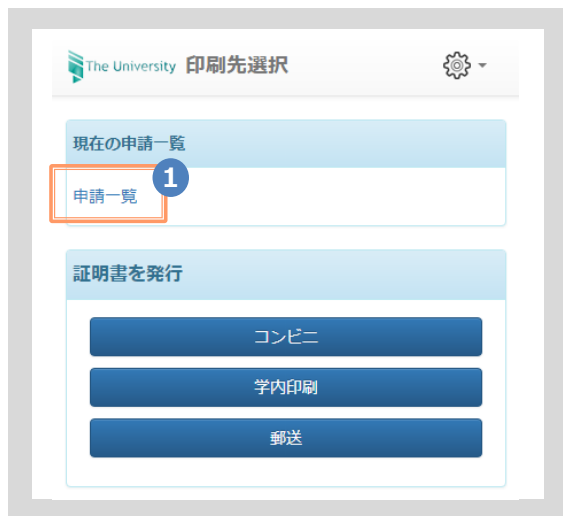 The University 印刷先選択
現在の申請一覧
1
申請一覧
証明書を発行
コンビニ
学内印刷
郵送